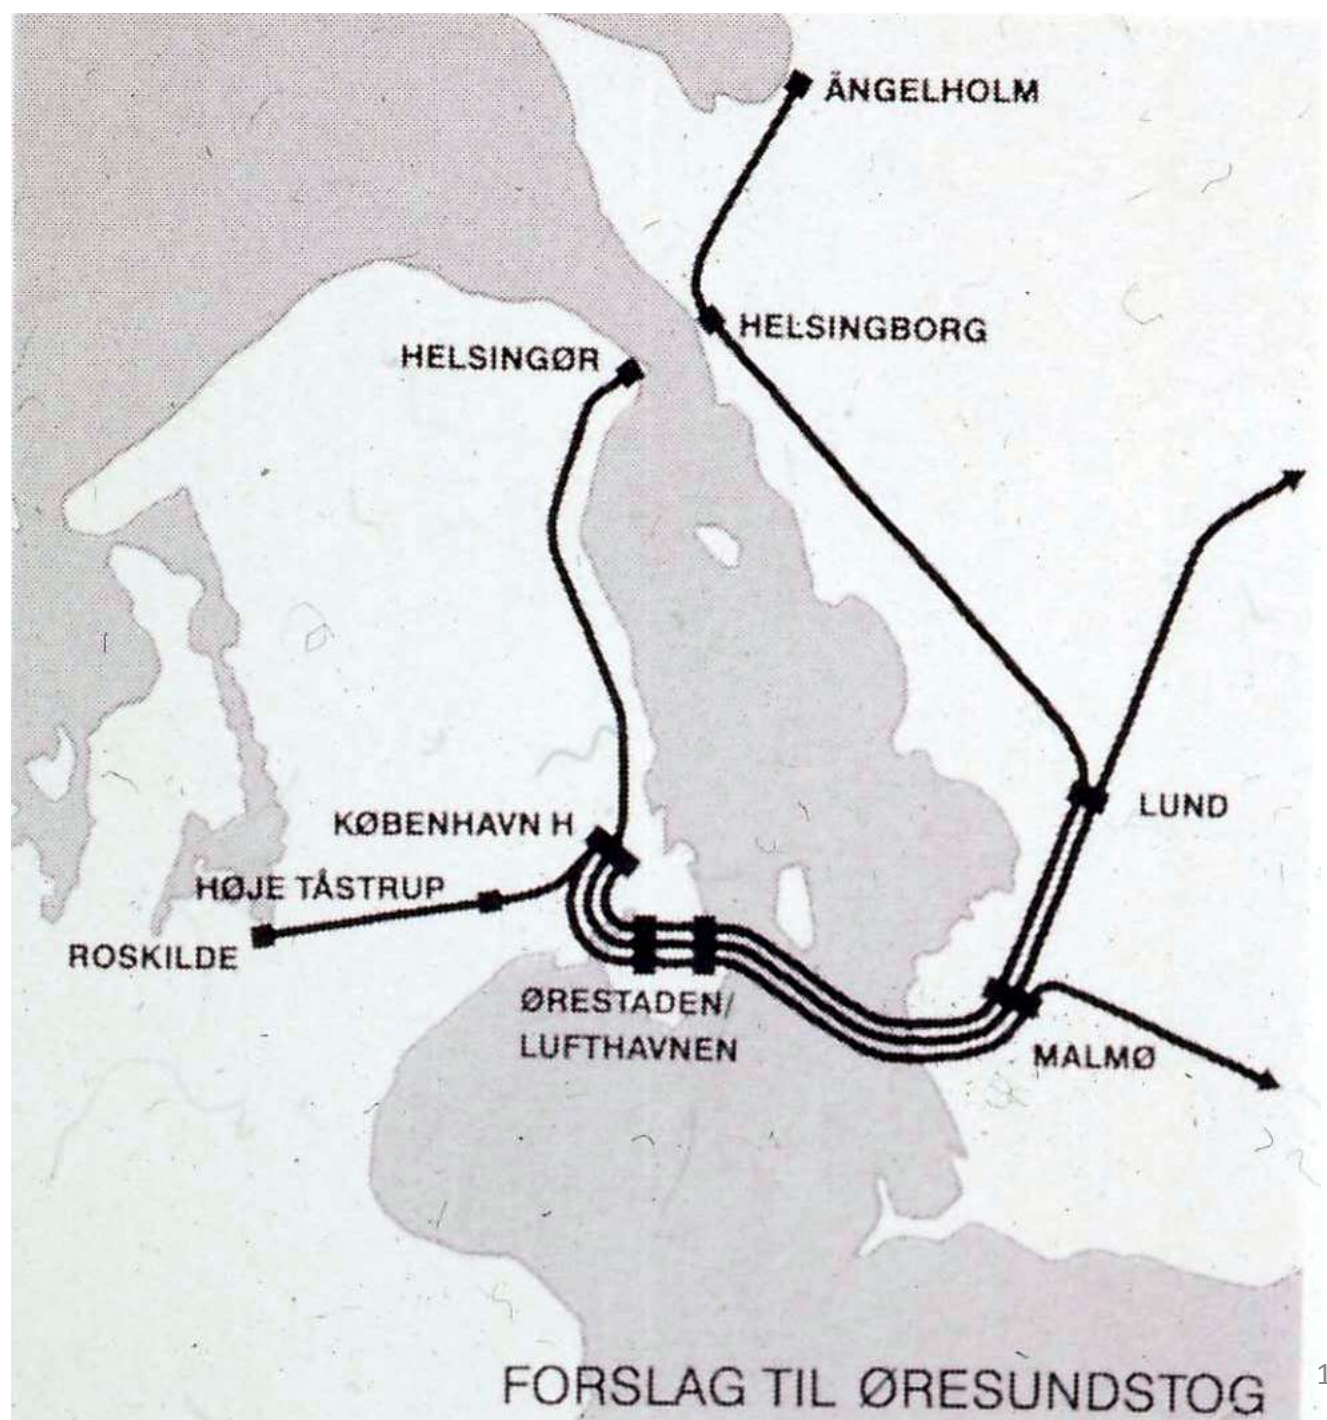 ÄNGELHOLM
HELSINGBORG
HELSINGØR
LUND
KØBENHAVN H
HØJE TÅSTRUP
ROSKILDE
ØRESTADEN/
LUFTHAVNEN
MALMØ
FORSLAG TIL ØRESUNDSTOG
1